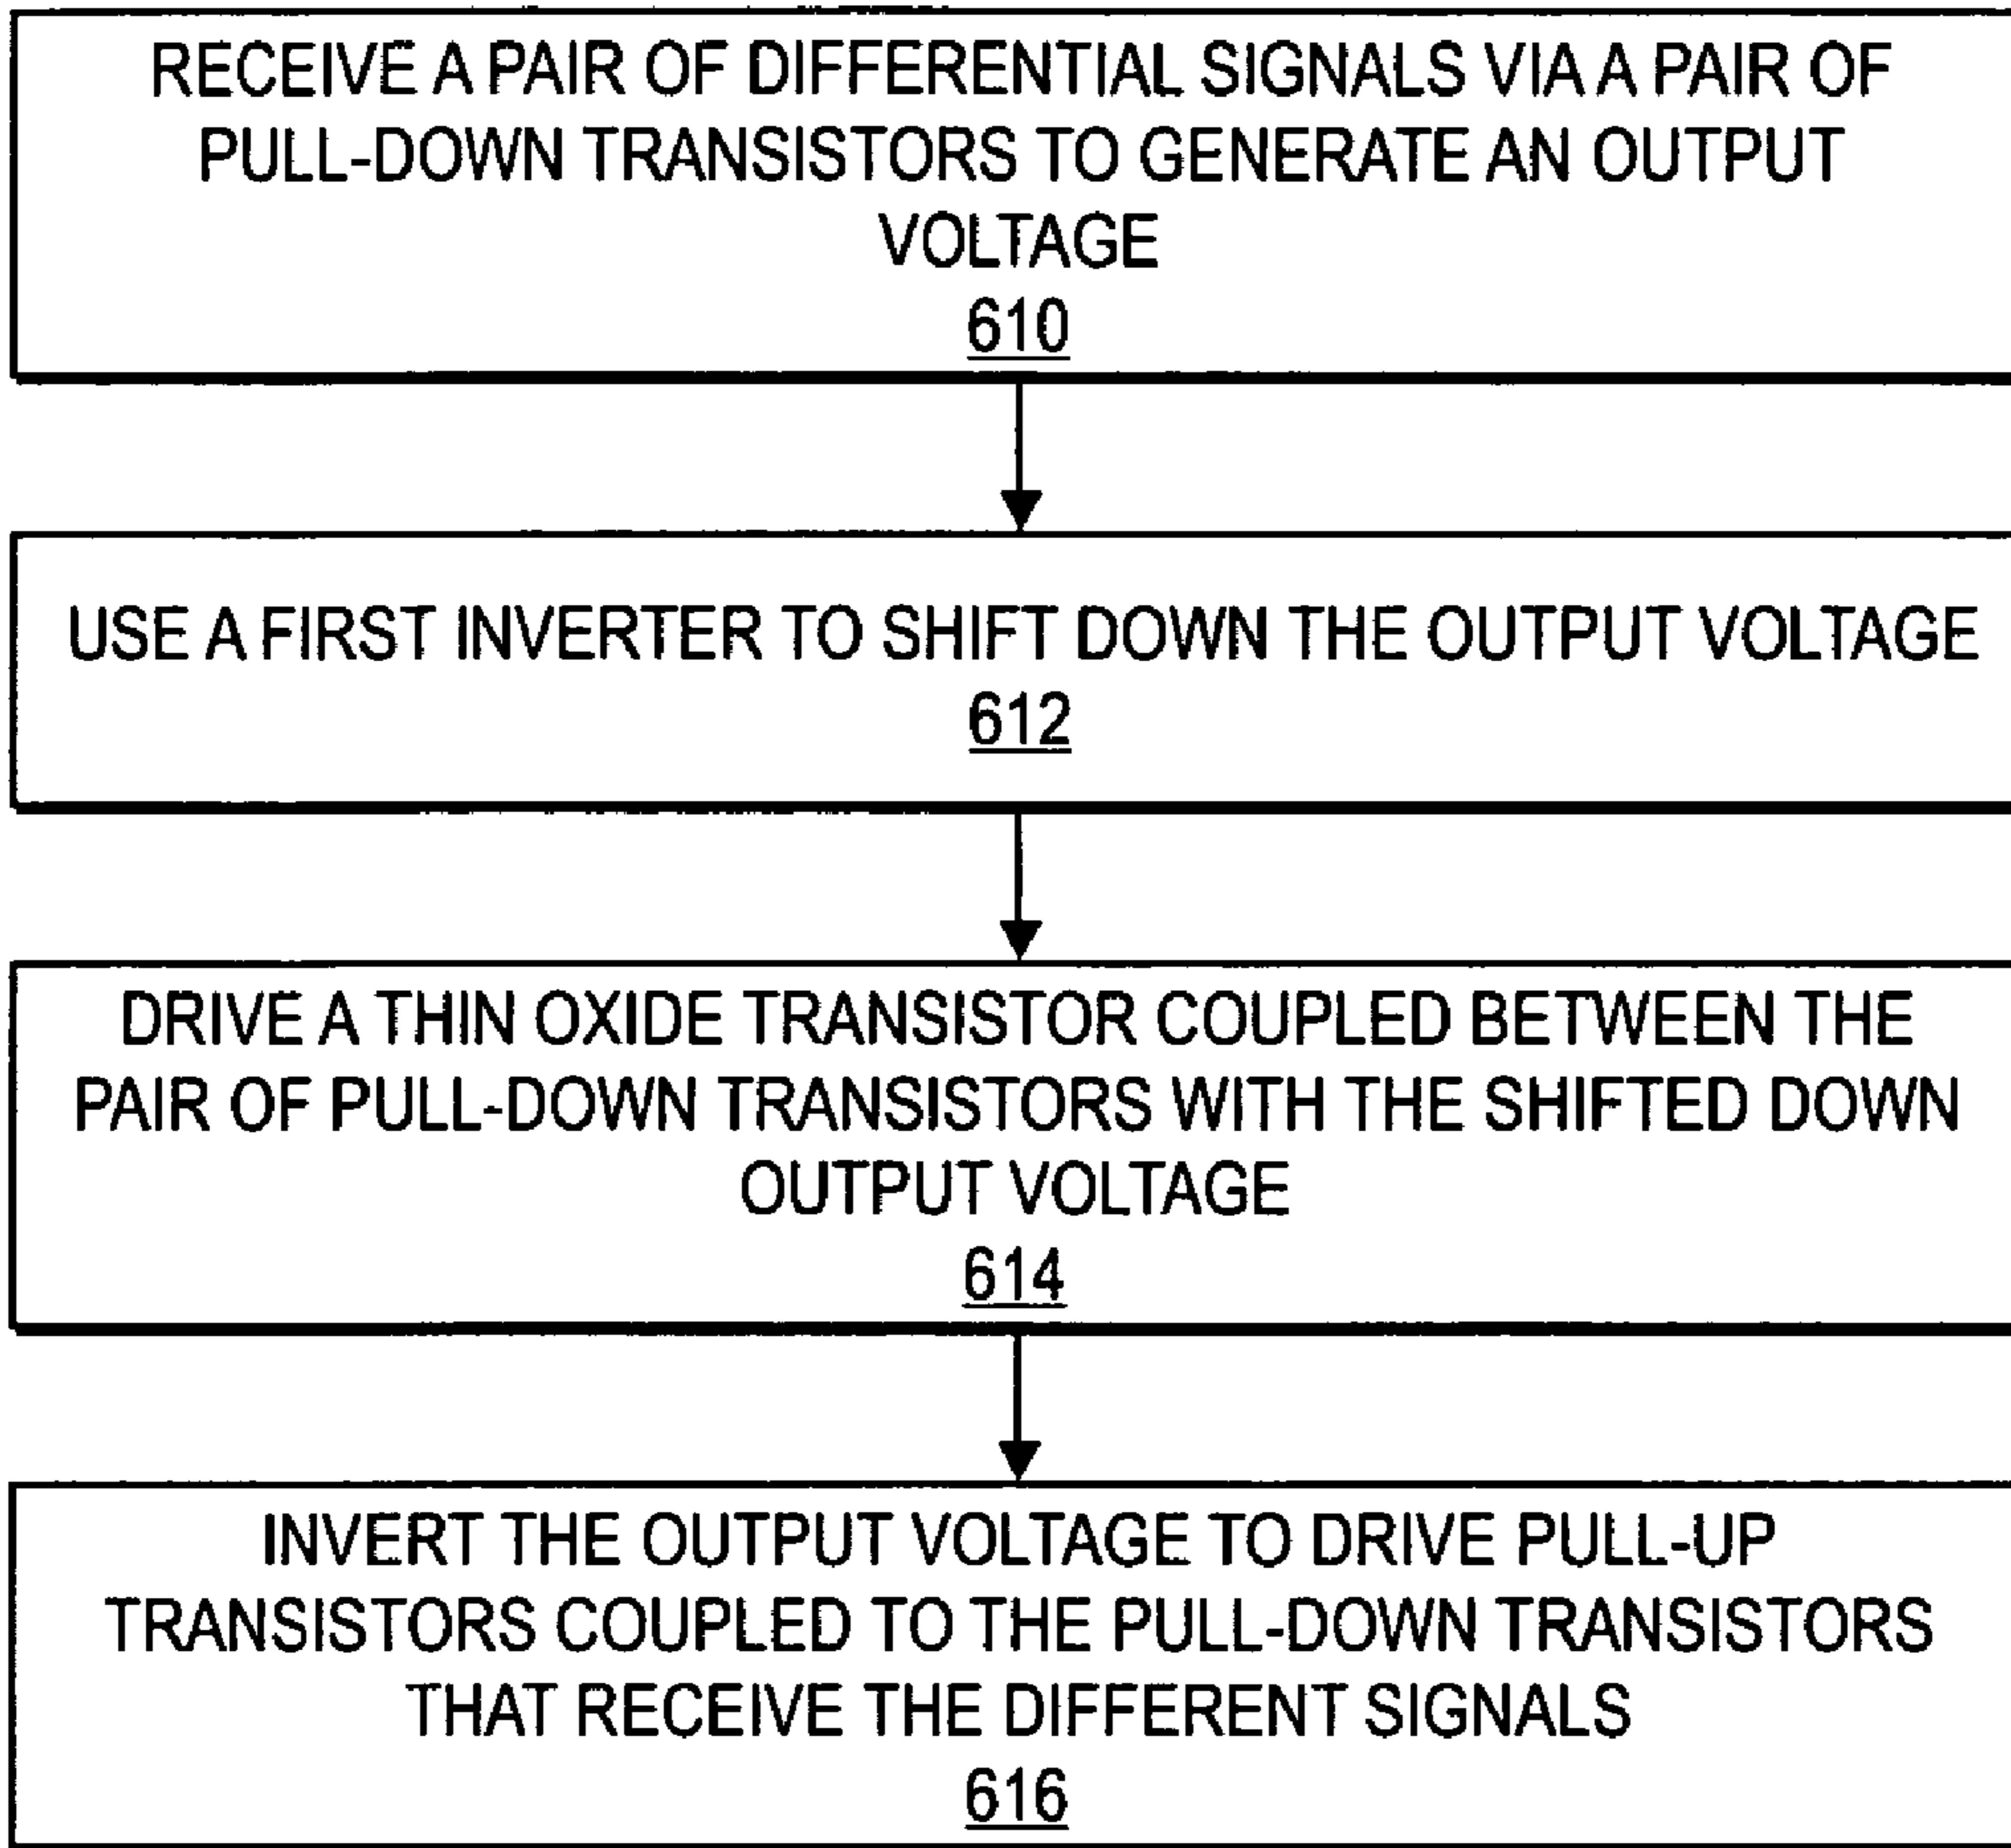 RECEIVE A PAIR OF DIFFERENTIAL SIGNALS VIA A PAIR OF
PULL-DOWN TRANSISTORS TO GENERATE AN OUTPUT
VOLTAGE
610
USE A FIRST INVERTER TO SHIFT DOWN THE OUTPUT VOLTAGE
612
DRIVE A THIN OXIDE TRANSISTOR COUPLED BETWEEN THE
PAIR OF PULL-DOWN TRANSISTORS WITH THE SHIFTED DOWN
OUTPUT VOLTAGE
614
INVERT THE OUTPUT VOLTAGE TO DRIVE PULL-UP
TRANSISTORS COUPLED TO THE PULL-DOWN TRANSISTORS
THAT RECEIVE THE DIFFERENT SIGNALS
616